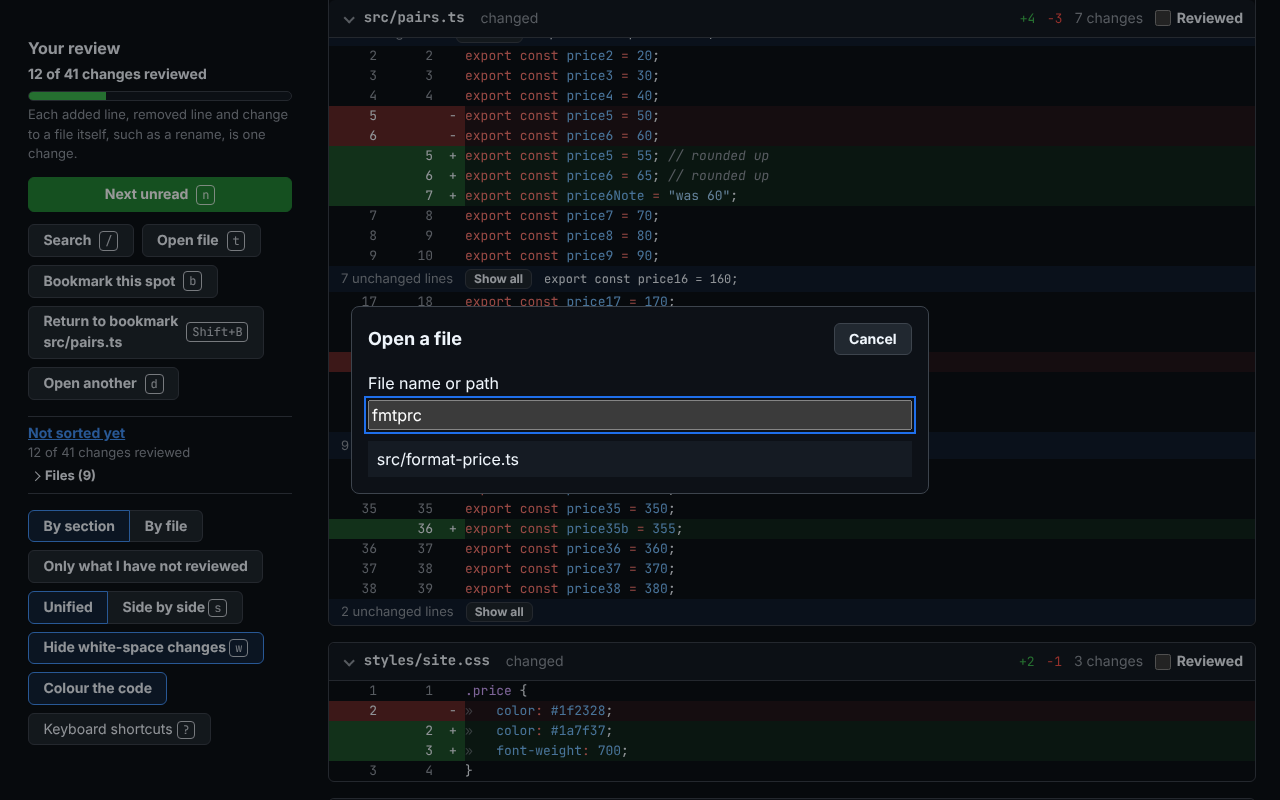 Your review
12 of 41 changes reviewed
Each added line, removed line and change
to a file itself, such as a rename, is one
change.
Next unread n
Search / Open file t
Bookmark this spot b
Return to bookmark
src/pairs.ts Shift+B
Open another d
Not sorted yet
12 of 41 changes reviewed
Files (9)
By section By file
Only what I have not reviewed
Unified Side by side s
Hide white-space changes w
Colour the code
Keyboard shortcuts ?
src/pairs.ts changed +4 -3 7 changes Reviewed
2 2 export const price2 = 20;
3 3 export const price3 = 30;
4 4 export const price4 = 40;
5 - export const price5 = 50;
6 - export const price6 = 60;
5 + export const price5 = 55; // rounded up
6 + export const price6 = 65; // rounded up
7 + export const price6Note = "was 60";
7 8 export const price7 = 70;
8 9 export const price8 = 80;
9 10 export const price9 = 90;
7 unchanged lines Show all export const price16 = 160;
17 18 export const price17 = 170;
Open a file Cancel
File name or path
fmtprc
src/format-price.ts
9
35 35 export const price35 = 350;
36 + export const price35b = 355;
36 37 export const price36 = 360;
37 38 export const price37 = 370;
38 39 export const price38 = 380;
2 unchanged lines Show all
styles/site.css changed +2 -1 3 changes Reviewed
1 1 .price {
2 - » color: #1f2328;
2 + » color: #1a7f37;
3 + » font-weight: 700;
3 4 }